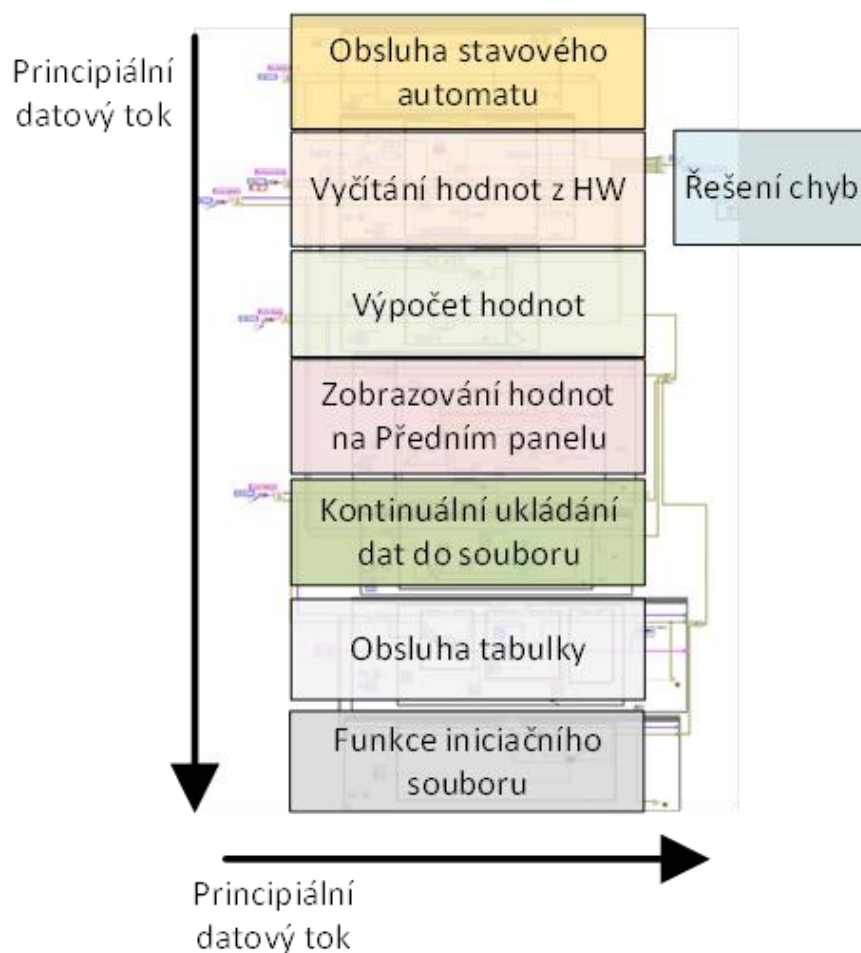 Principiální
datový tok
Obsluha stavového
automatu
Vyčítání hodnot z HW
Řešení chyb
Výpočet hodnot
Zobrazování hodnot
na Předním panelu
Kontinuální ukládání
dat do souboru
Obsluha tabulky
Funkce iniciačního
souboru
Principiální
datový tok